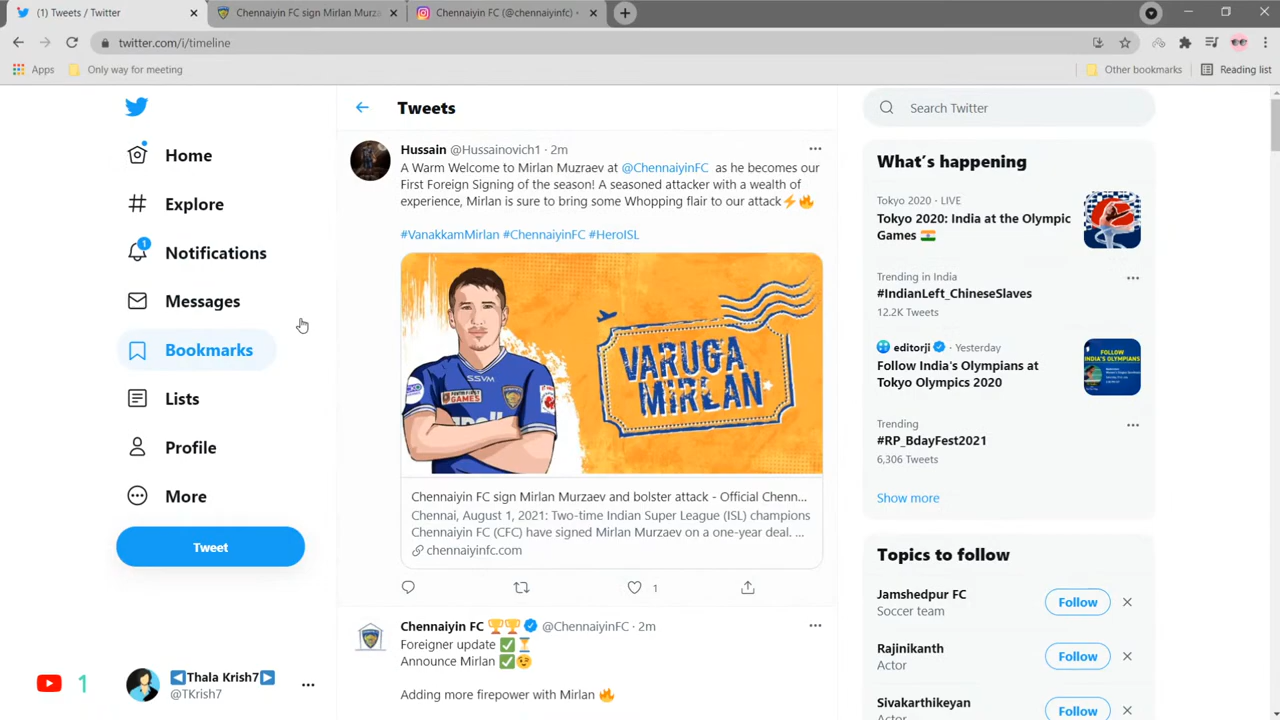 (1) Tweets / Twitter
Chennaiyin FC sign Mirlan Murza
Chennaiyin FC (@chennaiyinfc) •
twitter.com/i/timeline
Apps
Only way for meeting
Other bookmarks
Reading list
Home
Explore
1
Notifications
Messages
Bookmarks
Lists
Profile
More
Tweet
1
Thala Krish7
@TKrish7
Tweets
Hussain @Hussainovich1 · 2m
A Warm Welcome to Mirlan Muzraev at @ChennaiyinFC as he becomes our
First Foreign Signing of the season! A seasoned attacker with a wealth of
experience, Mirlan is sure to bring some Whopping flair to our attack⚡🔥
#VanakkamMirlan #ChennaiyinFC #HeroISL
SSVM
GAMES
VARUGA
MIRLAN
Chennaiyin FC sign Mirlan Murzaev and bolster attack - Official Chenn...
Chennai, August 1, 2021: Two-time Indian Super League (ISL) champions
Chennaiyin FC (CFC) have signed Mirlan Murzaev on a one-year deal. ...
chennaiyinfc.com
1
Chennaiyin FC 🏆🏆 @ChennaiyinFC · 2m
Foreigner update ✅⏳
Announce Mirlan ✅😉
Adding more firepower with Mirlan 🔥
Search Twitter
What's happening
Tokyo 2020 · LIVE
Tokyo 2020: India at the Olympic
Games 🇮🇳
Trending in India
#IndianLeft_ChineseSlaves
12.2K Tweets
editorji · Yesterday
Follow India's Olympians at
Tokyo Olympics 2020
FOLLOW
INDIA'S
OLYMPIANS
Trending
#RP_BdayFest2021
6,306 Tweets
Show more
Topics to follow
Jamshedpur FC
Soccer team
Follow
Rajinikanth
Actor
Follow
Sivakarthikeyan
Actor
Follow